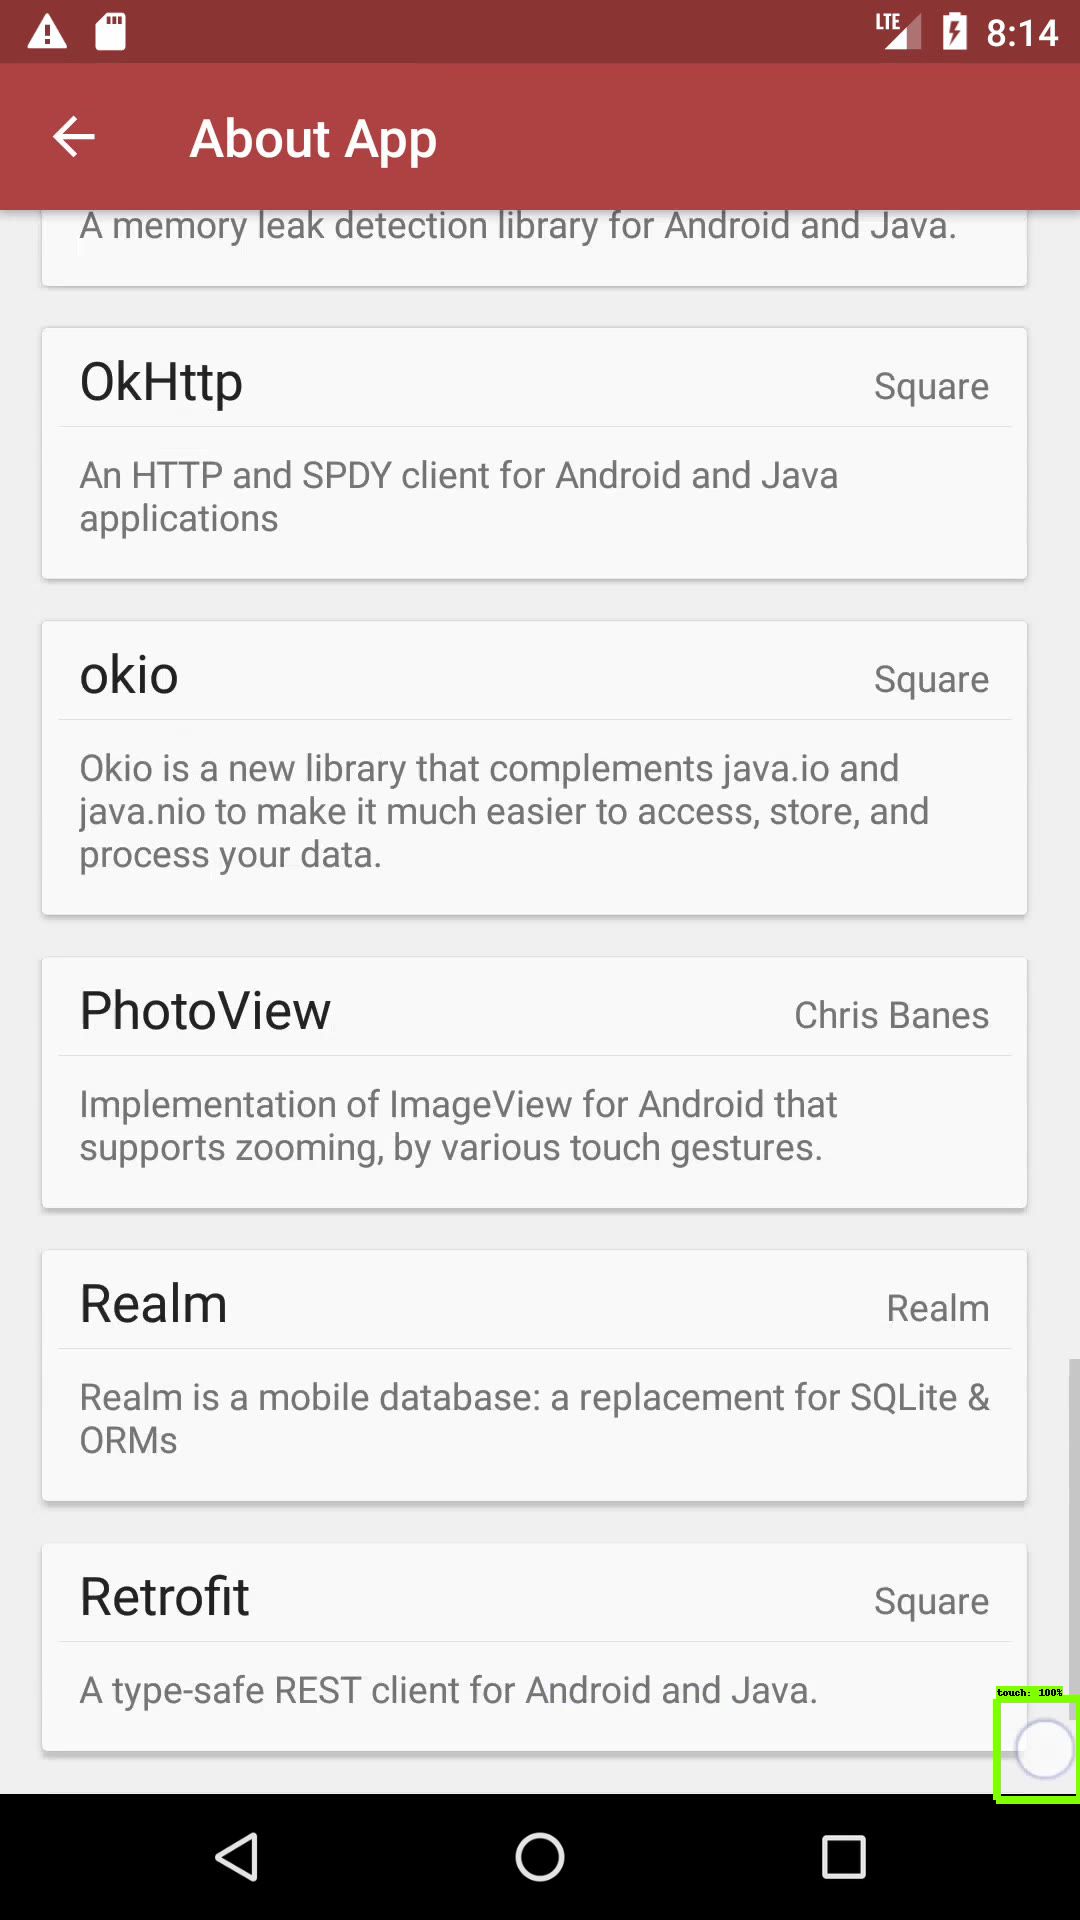 LTE 8:14
About App
A memory leak detection library for Android and Java.
OkHttp Square
An HTTP and SPDY client for Android and Java
applications
okio Square
Okio is a new library that complements java.io and
java.nio to make it much easier to access, store, and
process your data.
PhotoView Chris Banes
Implementation of ImageView for Android that
supports zooming, by various touch gestures.
Realm Realm
Realm is a mobile database: a replacement for SQLite &
ORMs
Retrofit Square
A type-safe REST client for Android and Java.
touch: 100%